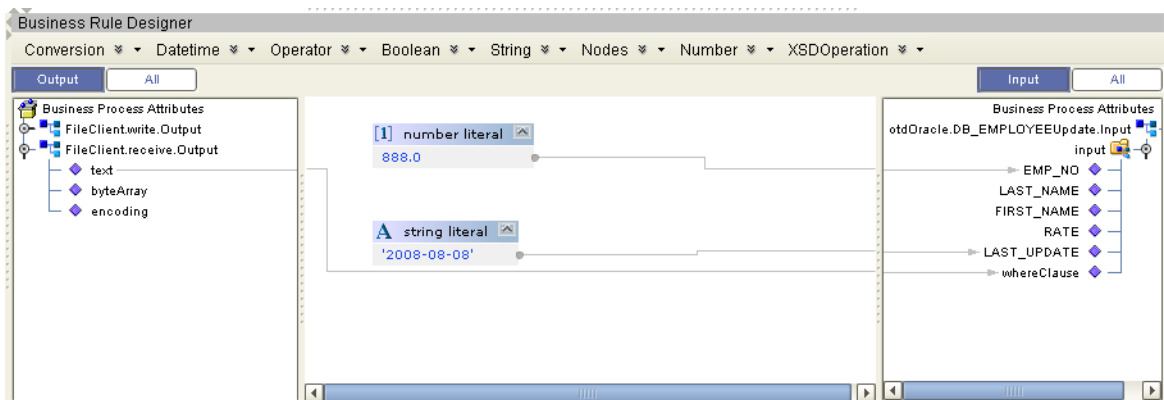 Business Rule Designer
Conversion Datetime Operator Boolean String Nodes Number XSDOperation
Output All Input All
Business Process Attributes
FileClient.write.Output
FileClient.receive.Output
text
byteArray
encoding
[1] number literal
888.0
A string literal
'2008-08-08'
Business Process Attributes
otdOracle.DB_EMPLOYEEUpdate.Input
input
EMP_NO
LAST_NAME
FIRST_NAME
RATE
LAST_UPDATE
whereClause